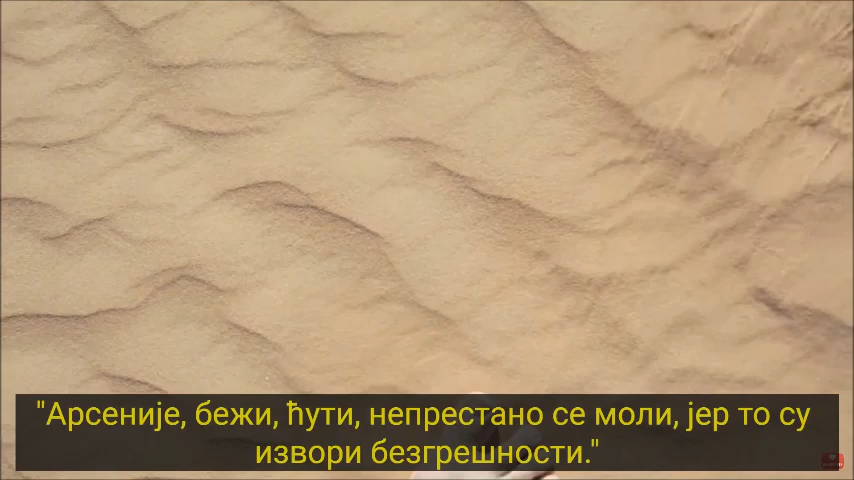 "Арсеније, бежи, ћути, непрестано се моли, јер то су
извори безгрешности."